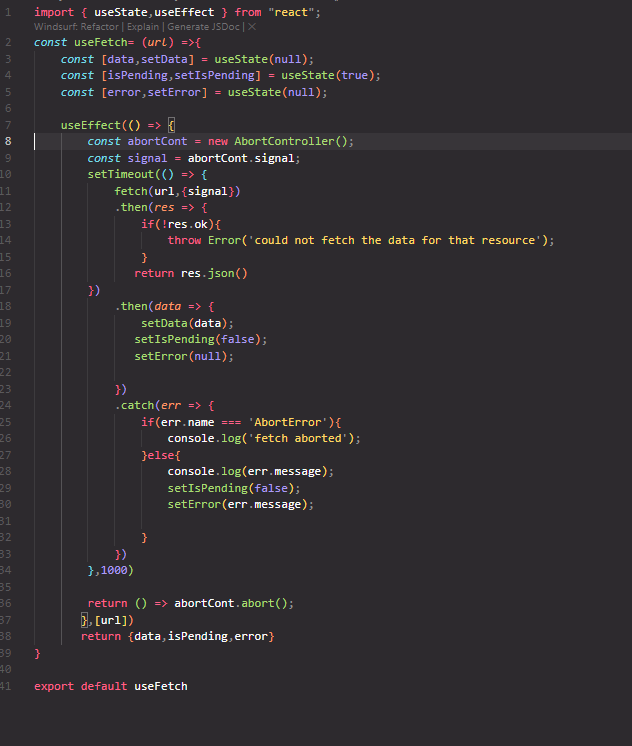 1 import { useState,useEffect } from "react";
Windsurf: Refactor | Explain | Generate JSDoc | ✕
2 const useFetch= (url) =>{
3 const [data,setData] = useState(null);
4 const [isPending,setIsPending] = useState(true);
5 const [error,setError] = useState(null);
6
7 useEffect(() => {
8 const abortCont = new AbortController();
9 const signal = abortCont.signal;
10 setTimeout(() => {
11 fetch(url,{signal})
12 .then(res => {
13 if(!res.ok){
14 throw Error('could not fetch the data for that resource');
15 }
16 return res.json()
17 })
18 .then(data => {
19 setData(data);
20 setIsPending(false);
21 setError(null);
22
23 })
24 .catch(err => {
25 if(err.name === 'AbortError'){
26 console.log('fetch aborted');
27 }else{
28 console.log(err.message);
29 setIsPending(false);
30 setError(err.message);
31
32 }
33 })
34 },1000)
35
36 return () => abortCont.abort();
37 },[url])
38 return {data,isPending,error}
39 }
40
41 export default useFetch